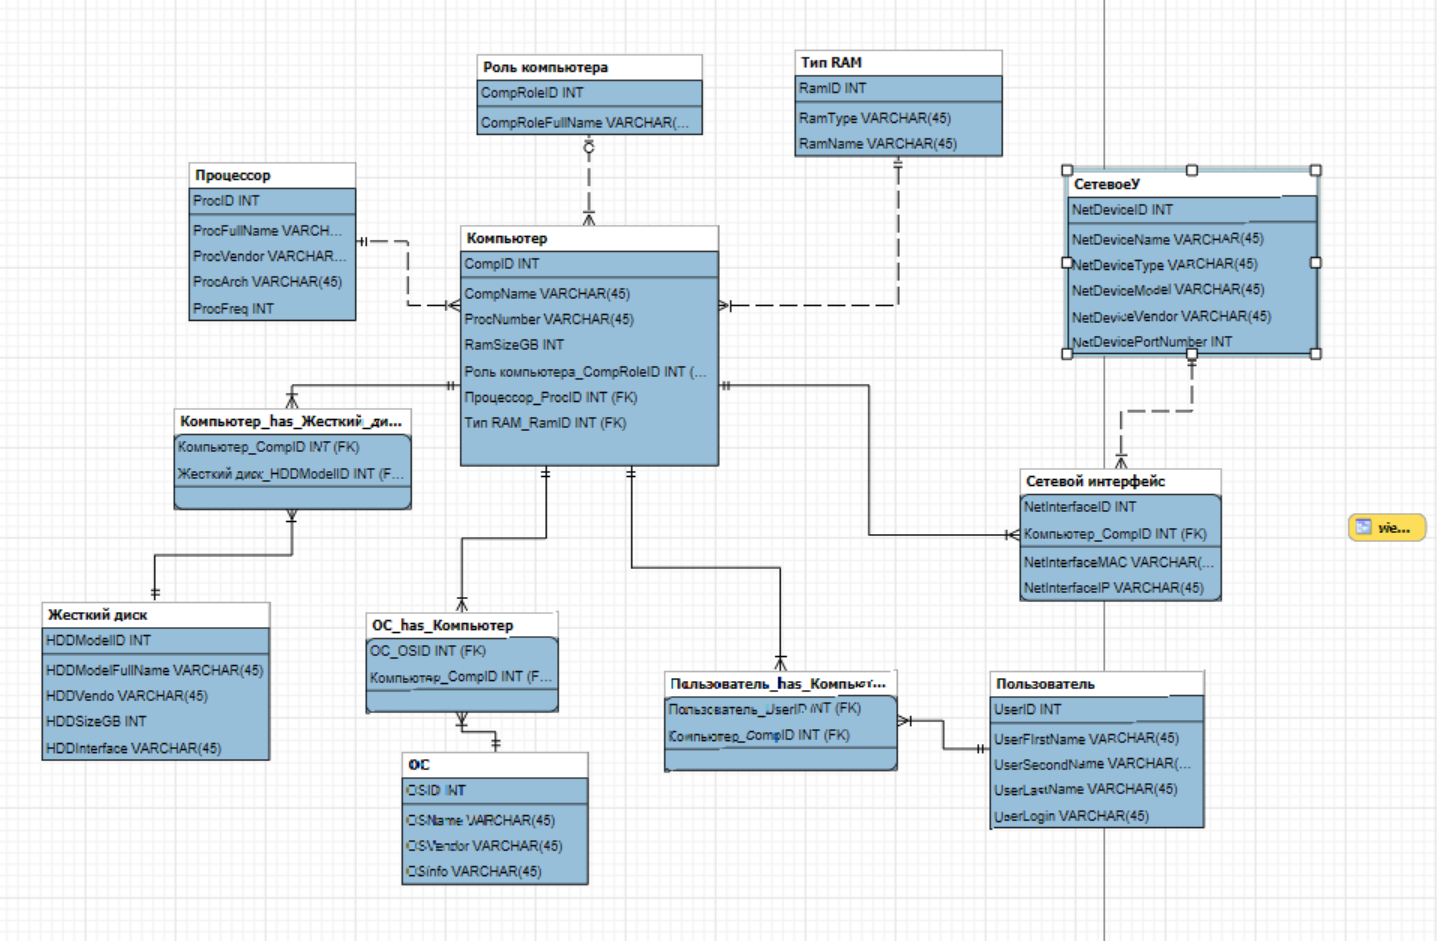 Роль компьютера
CompRoleID INT
CompRoleFullName VARCHAR(...
Тип RAM
RamID INT
RamType VARCHAR(45)
RamName VARCHAR(45)
Процессор
ProcID INT
ProcFullName VARCH...
ProcVendor VARCHAR...
ProcArch VARCHAR(45)
ProcFreq INT
СетевоеУ
NetDeviceID INT
NetDeviceName VARCHAR(45)
NetDeviceType VARCHAR(45)
NetDeviceModel VARCHAR(45)
NetDeviceVendor VARCHAR(45)
NetDevicePortNumber INT
Компьютер
CompID INT
CompName VARCHAR(45)
ProcNumber VARCHAR(45)
RamSizeGB INT
Роль компьютера_CompRoleID INT (...
Процессор_ProcID INT (FK)
Тип RAM_RamID INT (FK)
Компьютер_has_Жесткий_ди...
Компьютер_CompID INT (FK)
Жесткий диск_HDDModelID INT (F...
Сетевой интерфейс
NetInterfaceID INT
Компьютер_CompID INT (FK)
NetInterfaceMAC VARCHAR(...
NetInterfaceIP VARCHAR(45)
vie...
Жесткий диск
HDDModelID INT
HDDModelFullName VARCHAR(45)
HDDVendo VARCHAR(45)
HDDSizeGB INT
HDDInterface VARCHAR(45)
ОС_has_Компьютер
ОС_OSID INT (FK)
Компьютер_CompID INT (F...
Пользователь_has_Компьют...
Пользователь_UserID INT (FK)
Компьютер_CompID INT (FK)
Пользователь
UserID INT
UserFirstName VARCHAR(45)
UserSecondName VARCHAR(...
UserLastName VARCHAR(45)
UserLogin VARCHAR(45)
ОС
OSID INT
OSName VARCHAR(45)
OSVendor VARCHAR(45)
OSinfo VARCHAR(45)